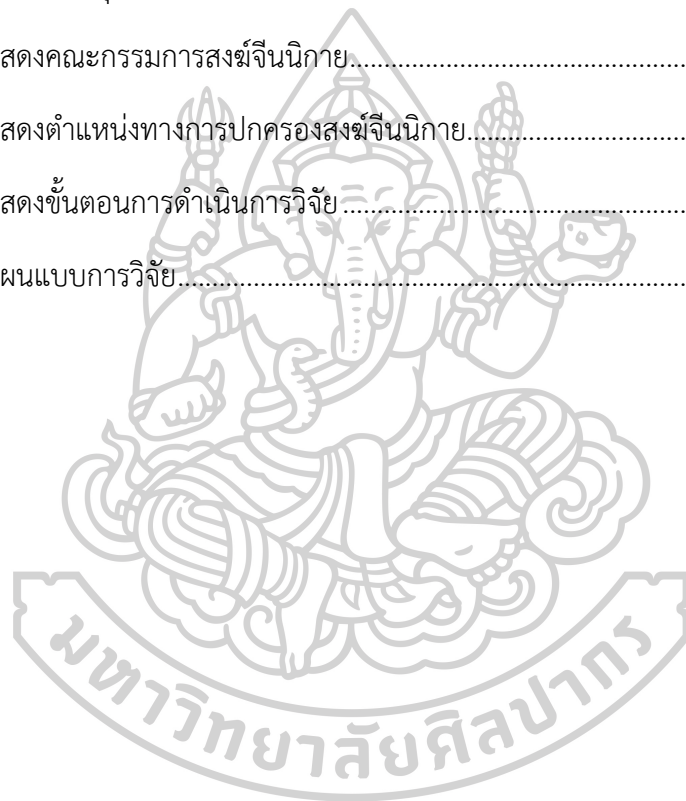 สดงคณะกรรมการสงฆ์จีนนิกาย
สดงตำแหน่งทางการปกครองสงฆ์จีนนิกาย
สดงขั้นตอนการดำเนินการวิจัย
ผนแบบการวิจัย
มหาวิทยาลัยศิลปากร